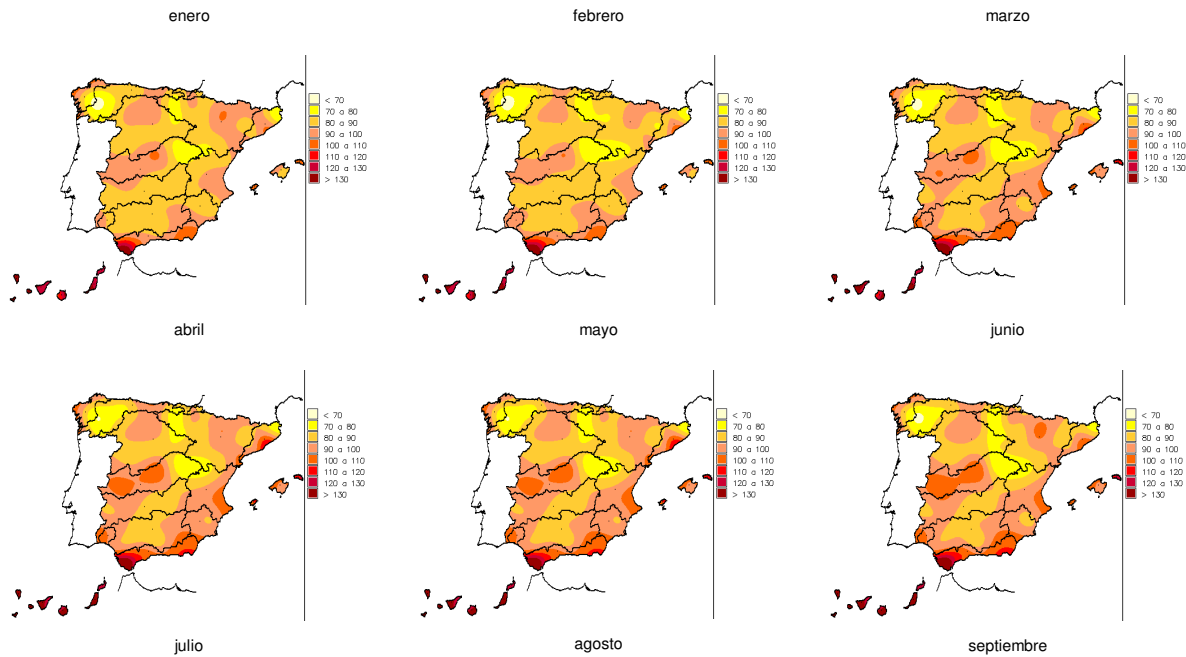 enero
febrero
marzo
< 70
70 a 80
80 a 90
90 a 100
100 a 110
110 a 120
120 a 130
> 130
< 70
70 a 80
80 a 90
90 a 100
100 a 110
110 a 120
120 a 130
> 130
< 70
70 a 80
80 a 90
90 a 100
100 a 110
110 a 120
120 a 130
> 130
abril
mayo
junio
< 70
70 a 80
80 a 90
90 a 100
100 a 110
110 a 120
120 a 130
> 130
< 70
70 a 80
80 a 90
90 a 100
100 a 110
110 a 120
120 a 130
> 130
< 70
70 a 80
80 a 90
90 a 100
100 a 110
110 a 120
120 a 130
> 130
julio
agosto
septiembre